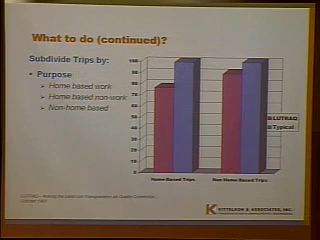 What to do (continued)?
Subdivide Trips by:
• Purpose
➢ Home based work
➢ Home based non-work
➢ Non-home based
100
90
80
70
60
50
40
30
20
10
0
Home Based Trips
Non Home Based Trips
LUTRAQ
Typical
KITTELSON & ASSOCIATES, INC.